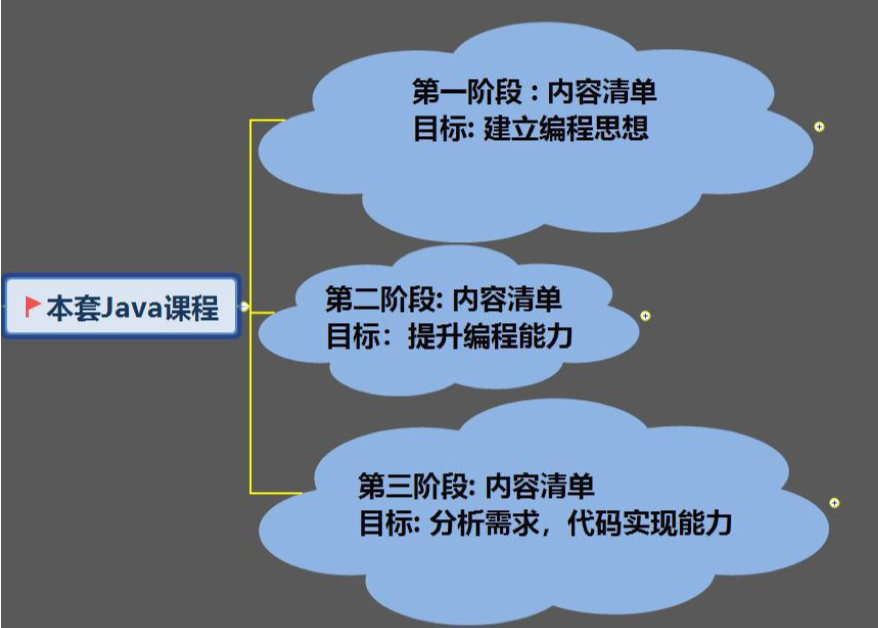 第一阶段 : 内容清单
目标: 建立编程思想
第二阶段: 内容清单
目标：提升编程能力
本套Java课程
第三阶段: 内容清单
目标: 分析需求，代码实现能力